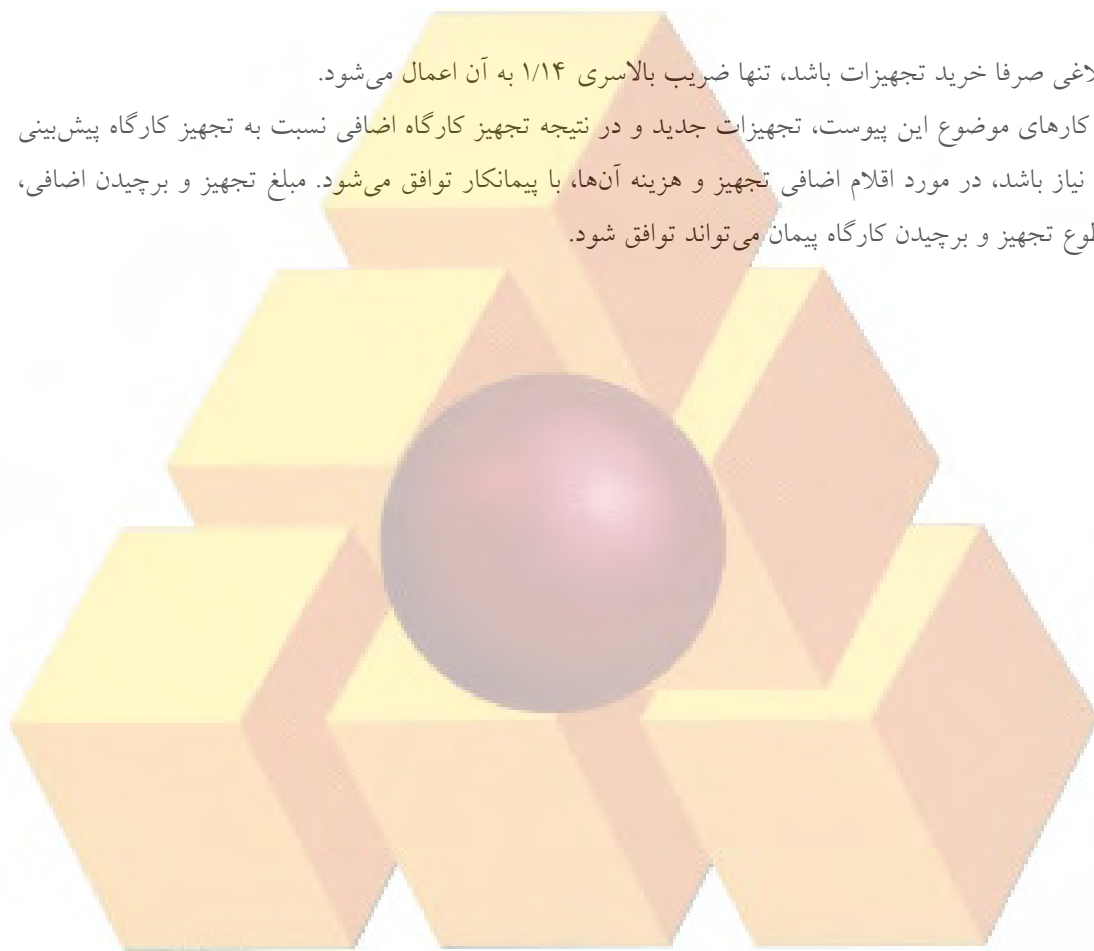 صرفا خرید تجهیزات باشد، تنها ضریب بالاسری ۱/۱۴ به آن اعمال می‌شود.
کارهای موضوع این پیوست، تجهیزات جدید و در نتیجه تجهیز کارگاه اضافی نسبت به تجهیز کارگاه پیش‌بینی
نیاز باشد، در مورد اقلام اضافی تجهیز و هزینه آن‌ها، با پیمانکار توافق می‌شود. مبلغ تجهیز و برچیدن اضافی،
تجهیز و برچیدن کارگاه پیمان می‌تواند توافق شود.